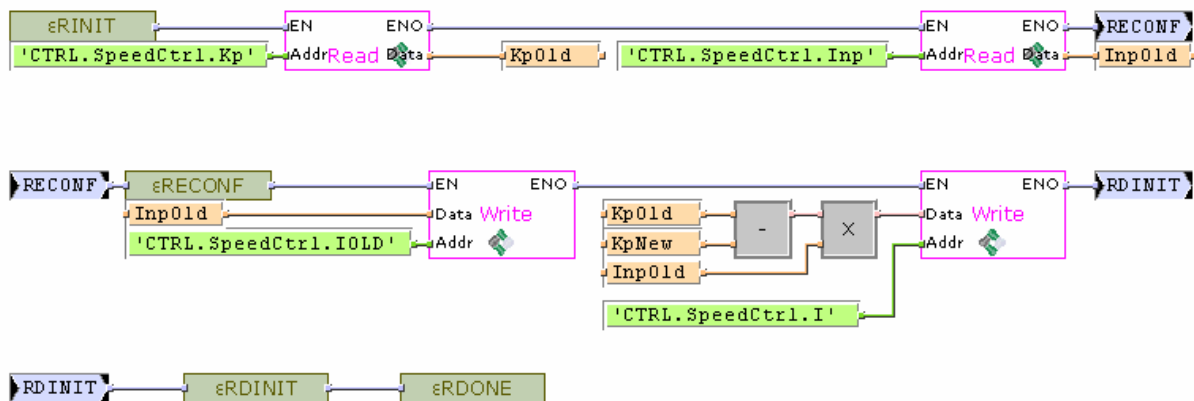 εRINIT EN ENO EN ENO RECONF
'CTRL.SpeedCtrl.Kp' Addr Read Data KpOld 'CTRL.SpeedCtrl.Inp' Addr Read Data InpOld
RECONF εRECONF EN ENO EN ENO RDINIT
InpOld Data Write KpOld - X Data Write
'CTRL.SpeedCtrl.IOLD' Addr KpNew Addr
InpOld
'CTRL.SpeedCtrl.I'
RDINIT εRDINIT εRDONE